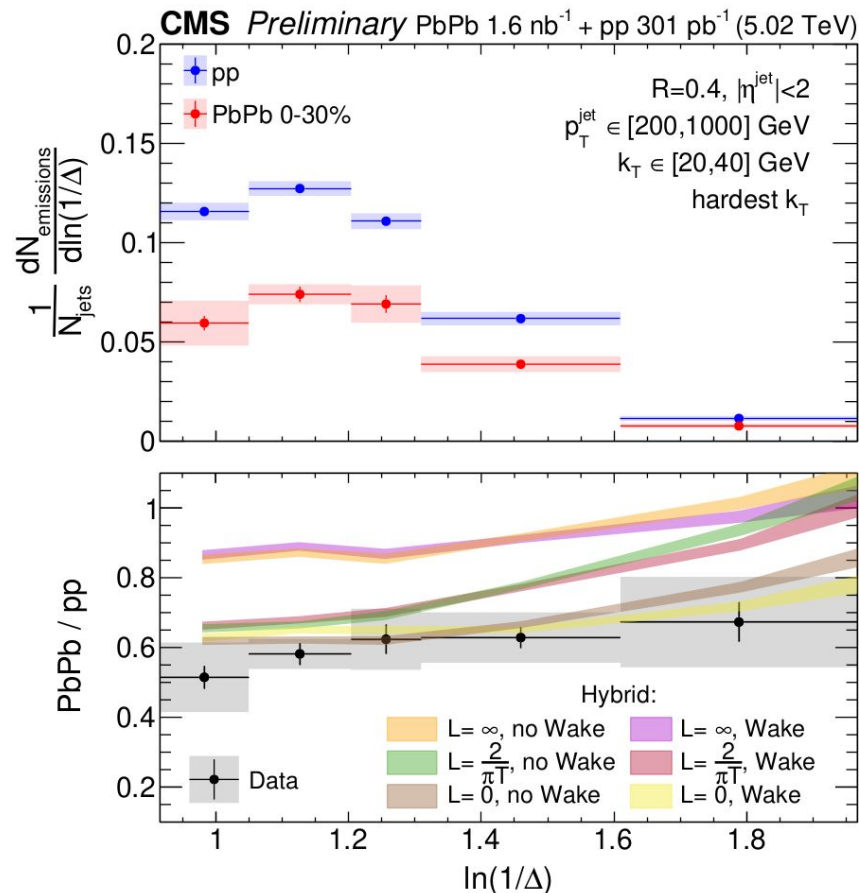 CMS Preliminary PbPb 1.6 nb⁻¹ + pp 301 pb⁻¹ (5.02 TeV)
0.2
0.15
0.1
0.05
0
1/N_jets dN_emissions/dln(1/Δ)
pp
PbPb 0-30%
R=0.4, |η^jet|<2
p_T^jet ∈ [200,1000] GeV
k_T ∈ [20,40] GeV
hardest k_T
1
0.8
0.6
0.4
0.2
PbPb / pp
Hybrid:
L= ∞, no Wake
L= ∞, Wake
L= 2/πT, no Wake
L= 2/πT, Wake
L= 0, no Wake
L= 0, Wake
Data
1 1.2 1.4 1.6 1.8
ln(1/Δ)